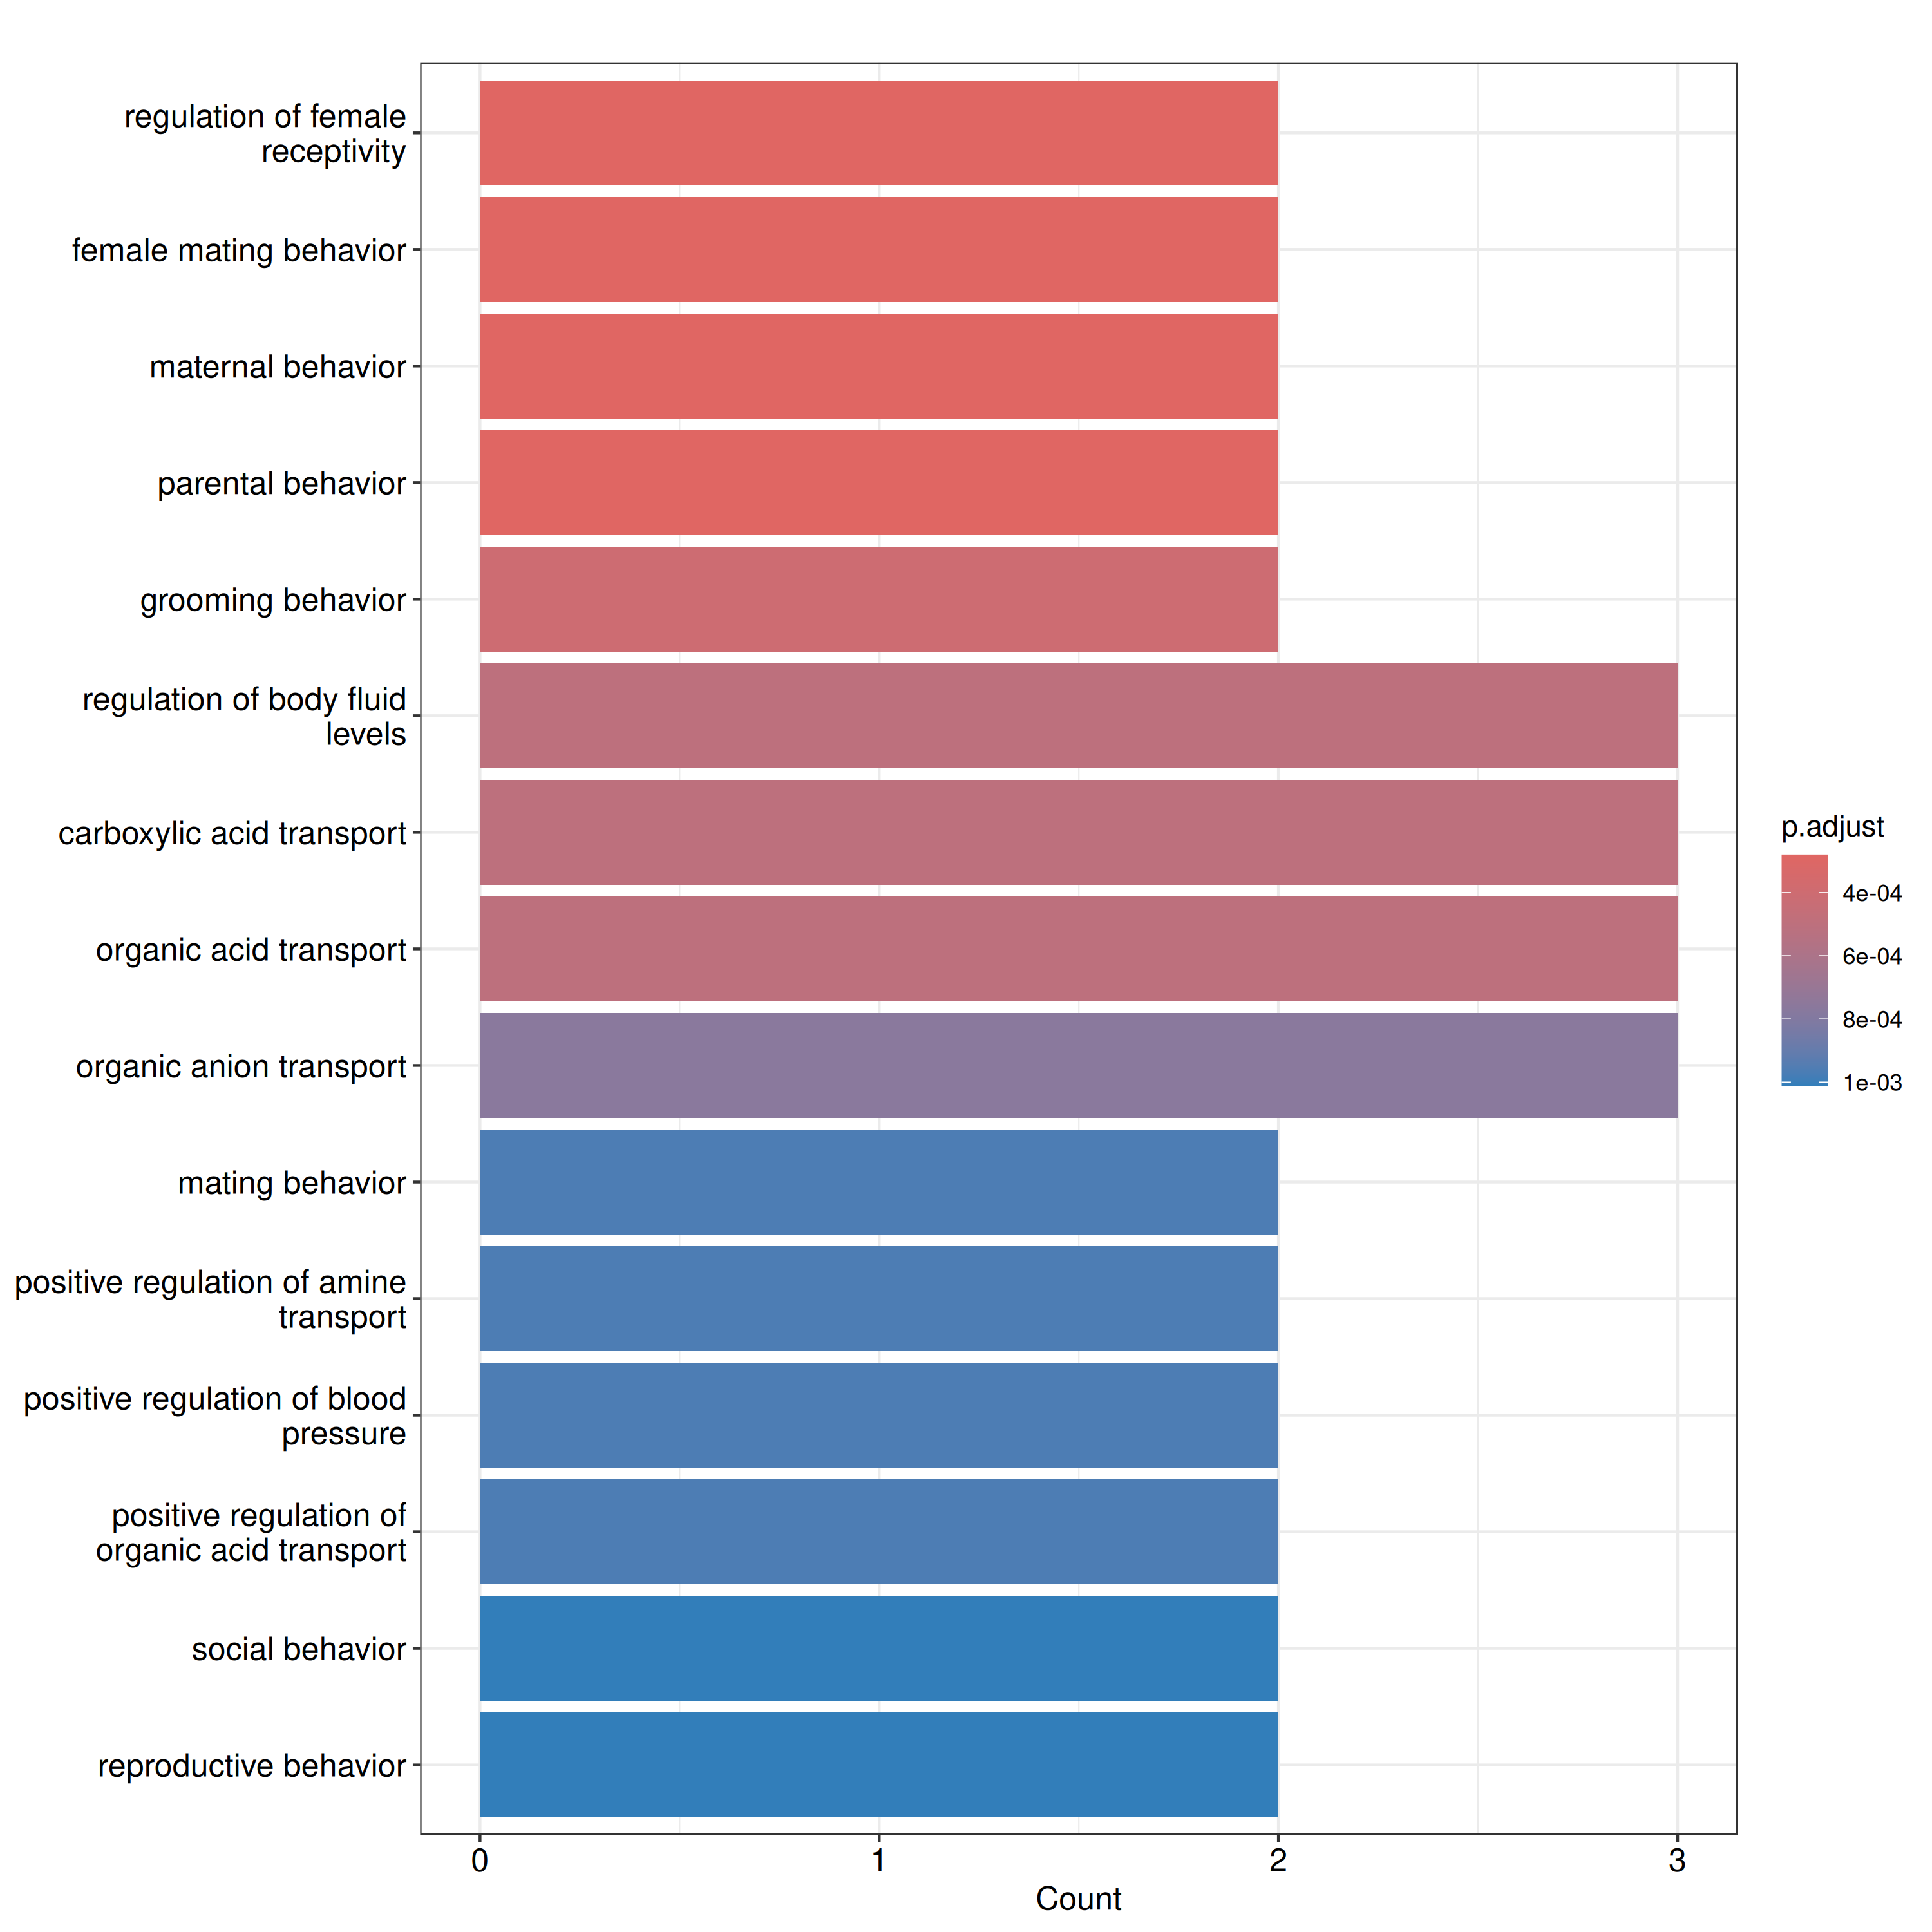 regulation of female
receptivity
female mating behavior
maternal behavior
parental behavior
grooming behavior
regulation of body fluid
levels
carboxylic acid transport
organic acid transport
organic anion transport
mating behavior
positive regulation of amine
transport
positive regulation of blood
pressure
positive regulation of
organic acid transport
social behavior
reproductive behavior
0 1 2 3
Count
p.adjust
4e-04
6e-04
8e-04
1e-03